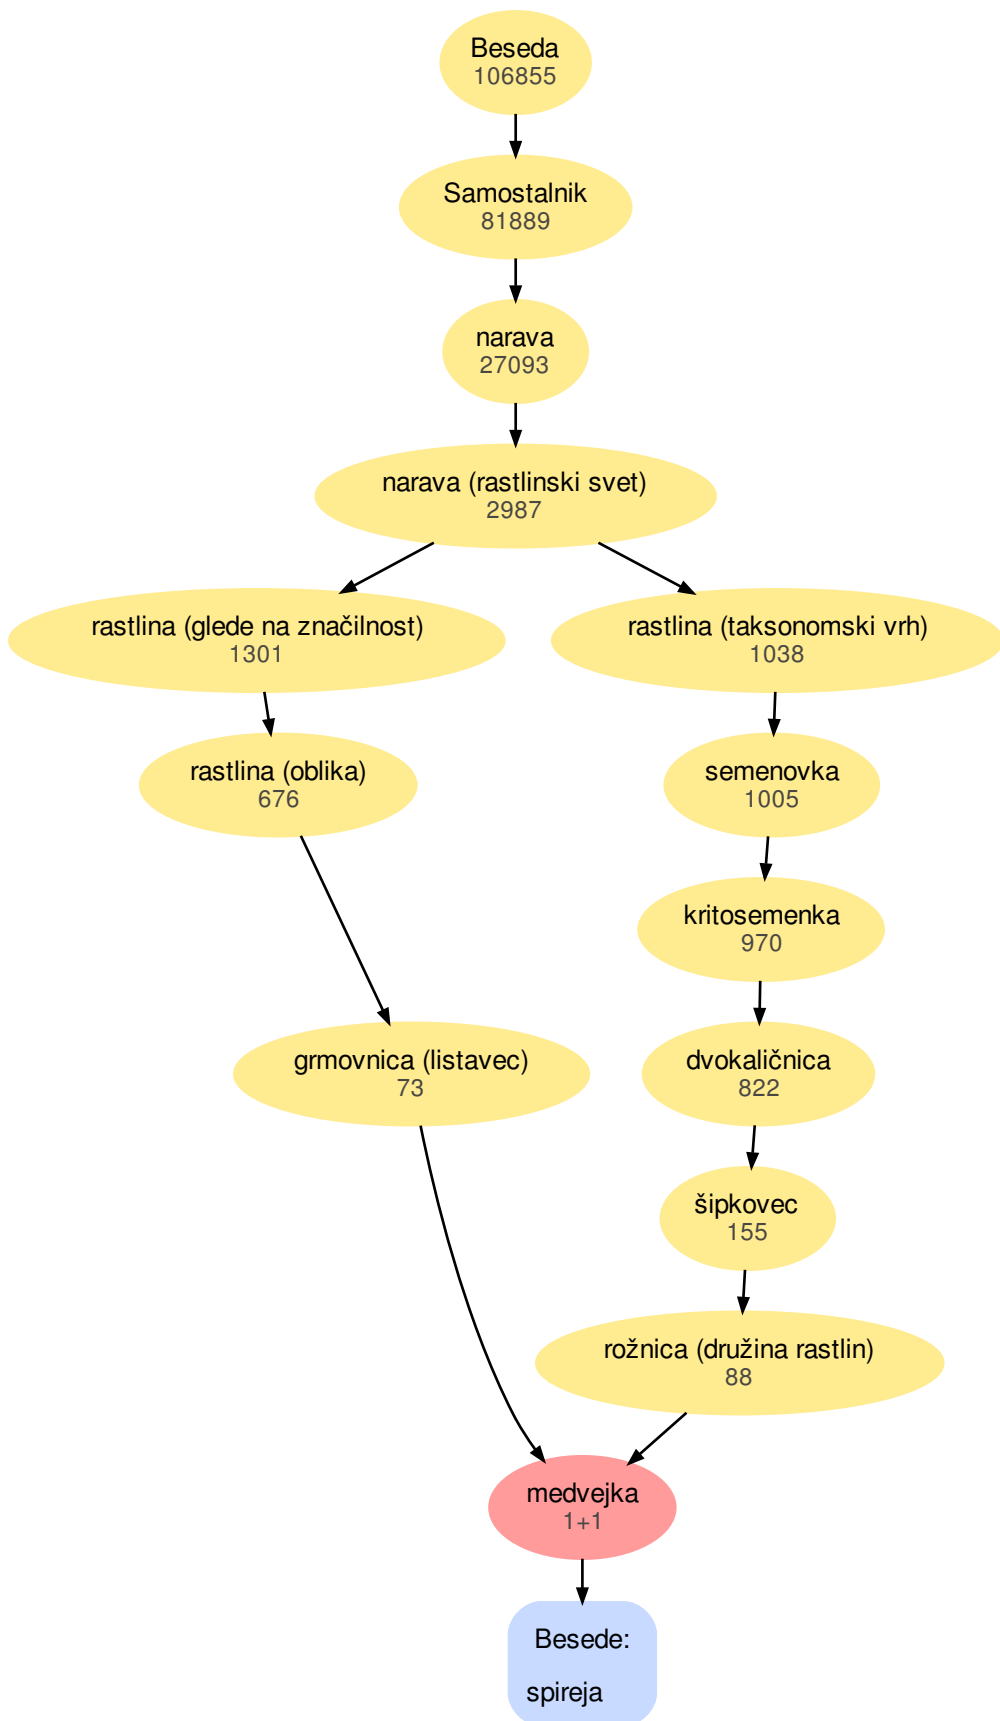 Beseda
106855
Samostalnik
81889
narava
27093
narava (rastlinski svet)
2987
rastlina (glede na značilnost)
1301
rastlina (taksonomski vrh)
1038
rastlina (oblika)
676
semenovka
1005
kritosemenka
970
grmovnica (listavec)
73
dvokaličnica
822
šipkovec
155
rožnica (družina rastlin)
88
medvejka
1+1
Besede:
spireja